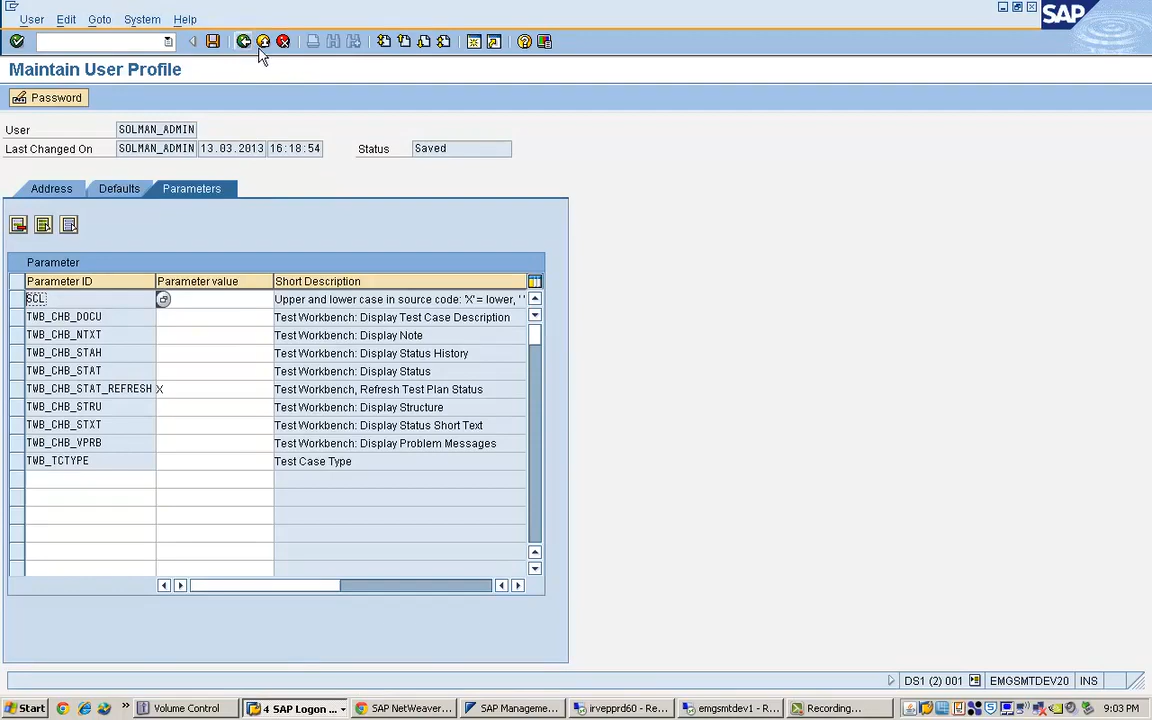 User Edit Goto System Help
SAP
Maintain User Profile
Password
User SOLMAN_ADMIN
Last Changed On SOLMAN_ADMIN 13.03.2013 16:18:54 Status Saved
Address Defaults Parameters
Parameter
Parameter ID Parameter value Short Description
SCL Upper and lower case in source code: 'X' = lower, ' '
TWB_CHB_DOCU Test Workbench: Display Test Case Description
TWB_CHB_NTXT Test Workbench: Display Note
TWB_CHB_STAH Test Workbench: Display Status History
TWB_CHB_STAT Test Workbench: Display Status
TWB_CHB_STAT_REFRESH X Test Workbench, Refresh Test Plan Status
TWB_CHB_STRU Test Workbench: Display Structure
TWB_CHB_STXT Test Workbench: Display Status Short Text
TWB_CHB_VPRB Test Workbench: Display Problem Messages
TWB_TCTYPE Test Case Type
DS1 (2) 001 EMGSMTDEV20 INS
Start » Volume Control 4 SAP Logon ... SAP NetWeaver... SAP Manageme... irvepprd60 - Re... emgsmtdev1 - R... Recording... 9:03 PM